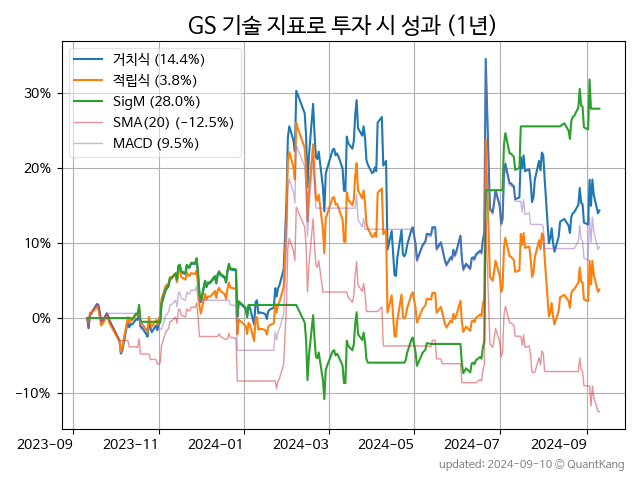 GS 기술 지표로 투자 시 성과 (1년)
거치식 (14.4%)
적립식 (3.8%)
SigM (28.0%)
SMA(20) (−12.5%)
MACD (9.5%)
30%
20%
10%
0%
−10%
2023-09 2023-11 2024-01 2024-03 2024-05 2024-07 2024-09
updated: 2024-09-10 © QuantKang